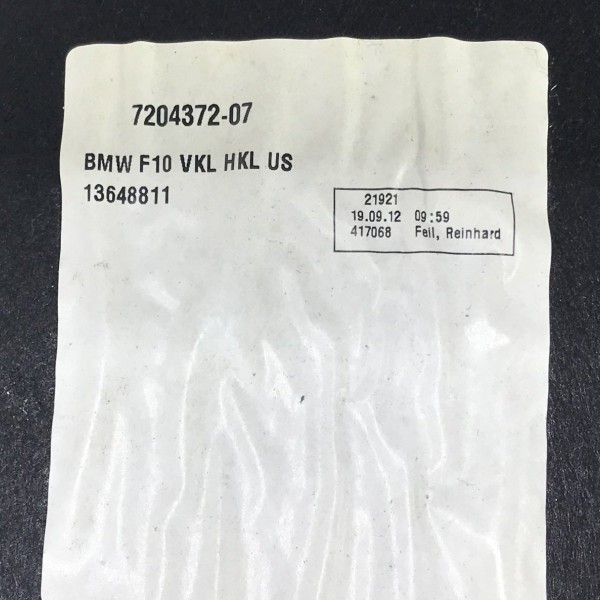 7204372-07
BMW F10 VKL HKL US
13648811
21921
19.09.12 09:59
417068 Feil, Reinhard